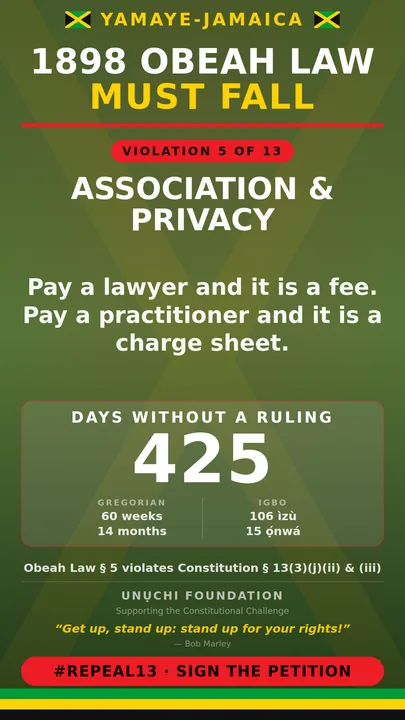 YAMAYE-JAMAICA
1898 OBEAH LAW
MUST FALL
VIOLATION 5 OF 13
ASSOCIATION &
PRIVACY
Pay a lawyer and it is a fee.
Pay a practitioner and it is a
charge sheet.
DAYS WITHOUT A RULING
425
GREGORIAN
60 weeks
14 months
IGBO
106 ìzù
15 ọ́nwá
Obeah Law § 5 violates Constitution § 13(3)(j)(ii) & (iii)
UNỤCHI FOUNDATION
Supporting the Constitutional Challenge
“Get up, stand up: stand up for your rights!”
— Bob Marley
#REPEAL13 · SIGN THE PETITION